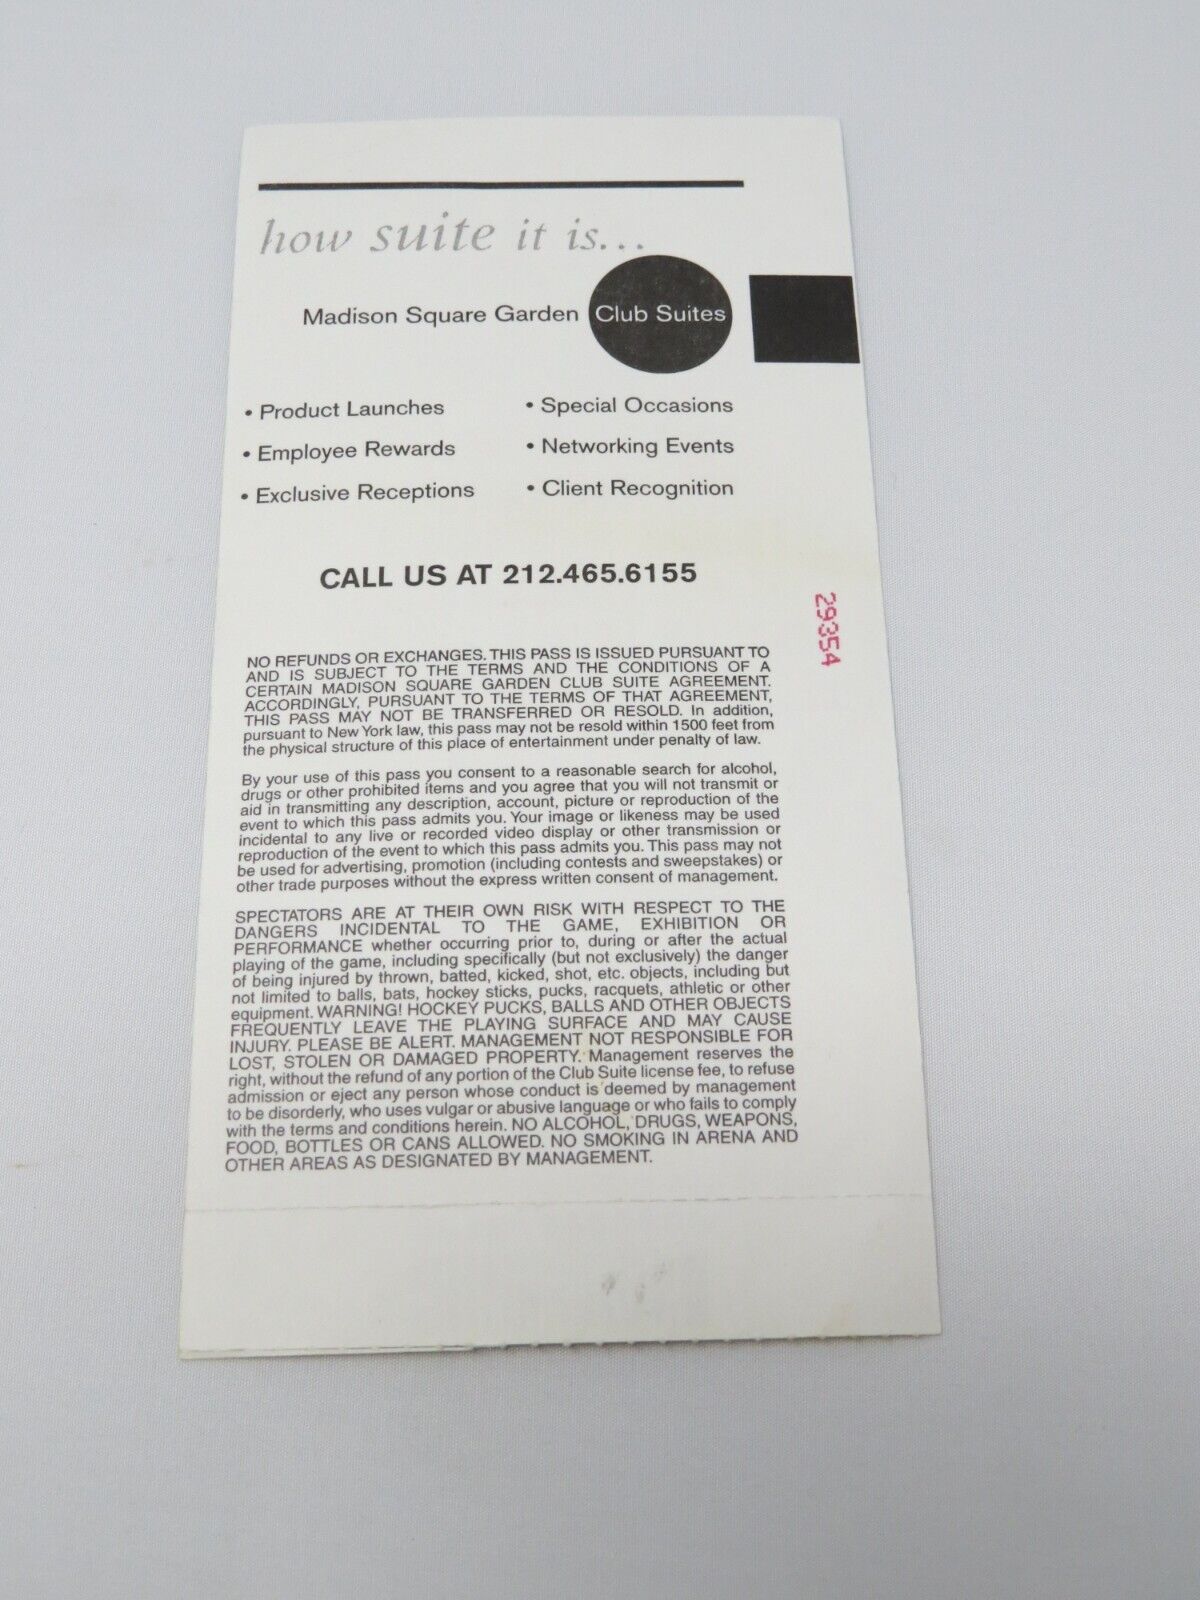 how suite it is...
Madison Square Garden Club Suites
• Product Launches • Special Occasions
• Employee Rewards • Networking Events
• Exclusive Receptions • Client Recognition
CALL US AT 212.465.6155
29354
NO REFUNDS OR EXCHANGES. THIS PASS IS ISSUED PURSUANT TO
AND IS SUBJECT TO THE TERMS AND THE CONDITIONS OF A
CERTAIN MADISON SQUARE GARDEN CLUB SUITE AGREEMENT.
ACCORDINGLY, PURSUANT TO THE TERMS OF THAT AGREEMENT,
THIS PASS MAY NOT BE TRANSFERRED OR RESOLD. In addition,
pursuant to New York law, this pass may not be resold within 1500 feet from
the physical structure of this place of entertainment under penalty of law.
By your use of this pass you consent to a reasonable search for alcohol,
drugs or other prohibited items and you agree that you will not transmit or
aid in transmitting any description, account, picture or reproduction of the
event to which this pass admits you. Your image or likeness may be used
incidental to any live or recorded video display or other transmission or
reproduction of the event to which this pass admits you. This pass may not
be used for advertising, promotion (including contests and sweepstakes) or
other trade purposes without the express written consent of management.
SPECTATORS ARE AT THEIR OWN RISK WITH RESPECT TO THE
DANGERS INCIDENTAL TO THE GAME, EXHIBITION OR
PERFORMANCE whether occurring prior to, during or after the actual
playing of the game, including specifically (but not exclusively) the danger
of being injured by thrown, batted, kicked, shot, etc. objects, including but
not limited to balls, bats, hockey sticks, pucks, racquets, athletic or other
equipment. WARNING! HOCKEY PUCKS, BALLS AND OTHER OBJECTS
FREQUENTLY LEAVE THE PLAYING SURFACE AND MAY CAUSE
INJURY. PLEASE BE ALERT. MANAGEMENT NOT RESPONSIBLE FOR
LOST, STOLEN OR DAMAGED PROPERTY. Management reserves the
right, without the refund of any portion of the Club Suite license fee, to refuse
admission or eject any person whose conduct is deemed by management
to be disorderly, who uses vulgar or abusive language or who fails to comply
with the terms and conditions herein. NO ALCOHOL, DRUGS, WEAPONS,
FOOD, BOTTLES OR CANS ALLOWED. NO SMOKING IN ARENA AND
OTHER AREAS AS DESIGNATED BY MANAGEMENT.